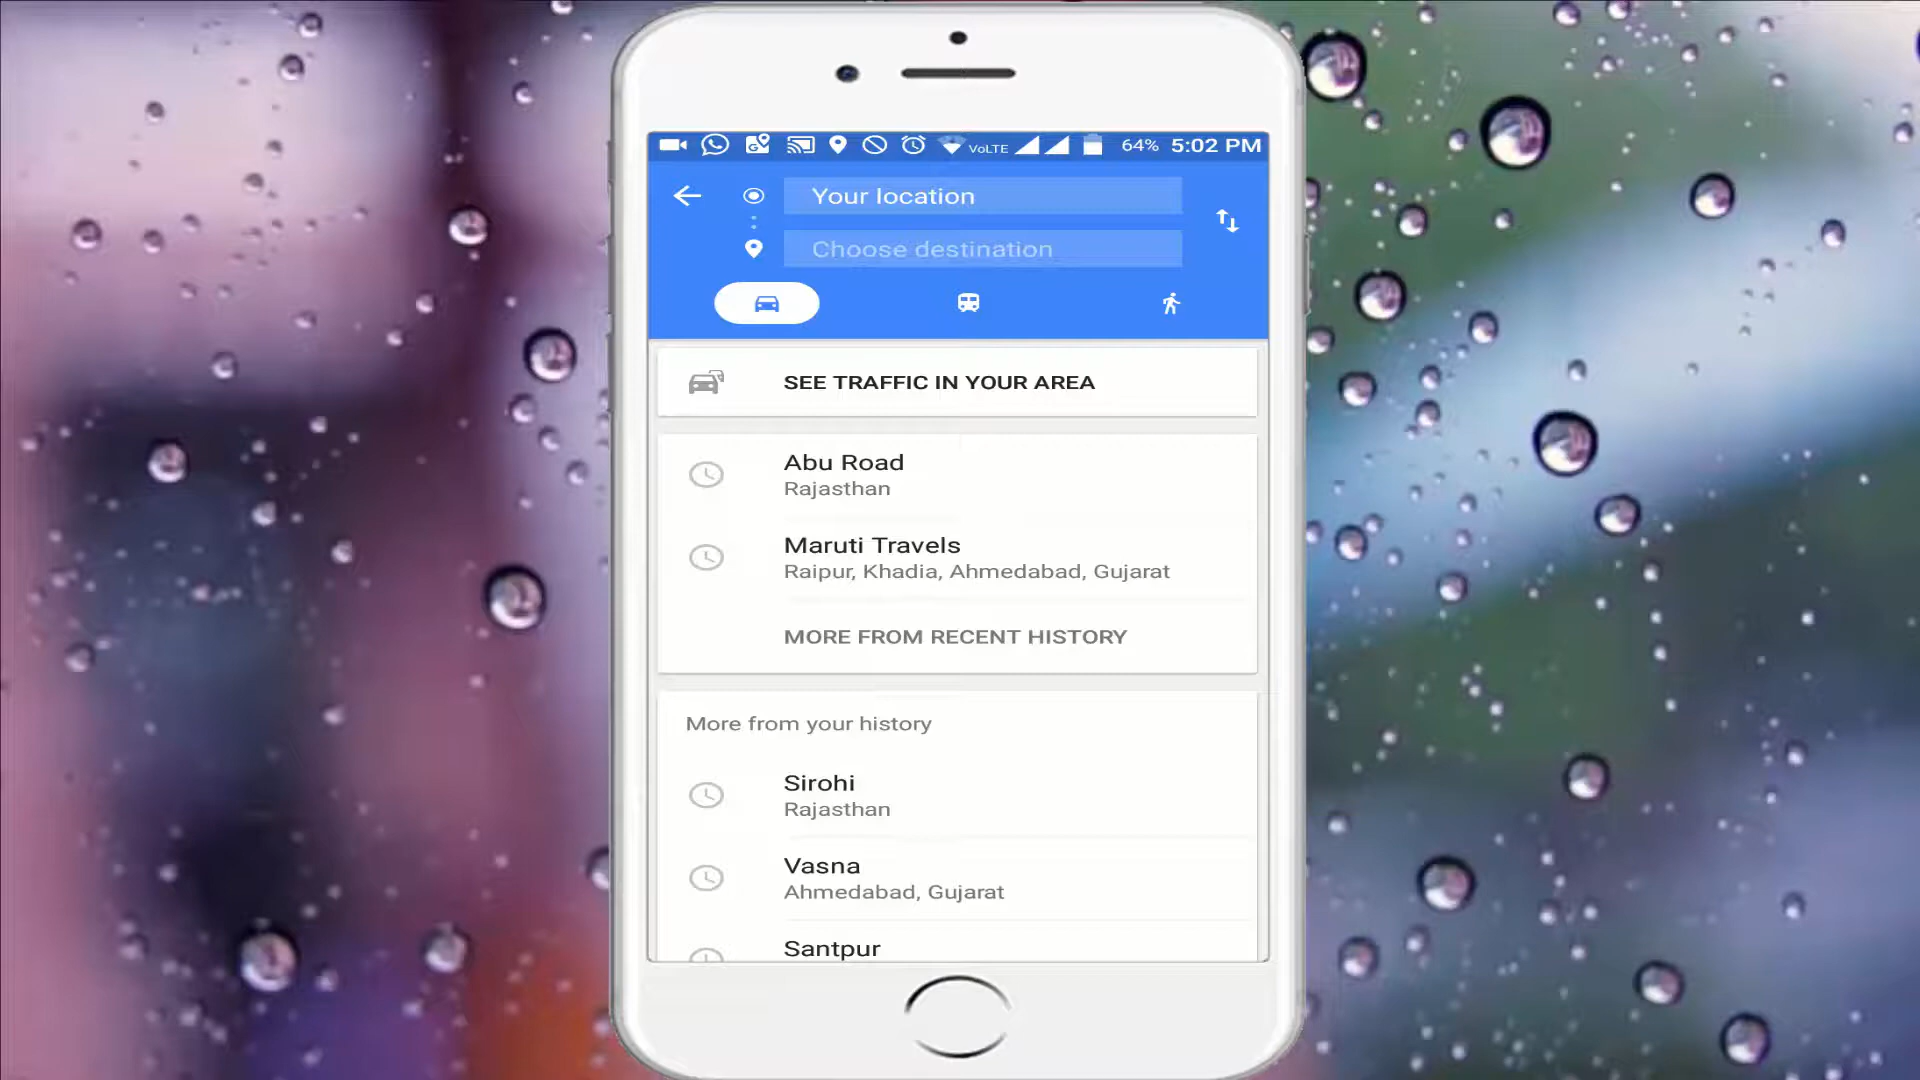 VoLTE 64% 5:02 PM
Your location
Choose destination
SEE TRAFFIC IN YOUR AREA
Abu Road
Rajasthan
Maruti Travels
Raipur, Khadia, Ahmedabad, Gujarat
MORE FROM RECENT HISTORY
More from your history
Sirohi
Rajasthan
Vasna
Ahmedabad, Gujarat
Santpur